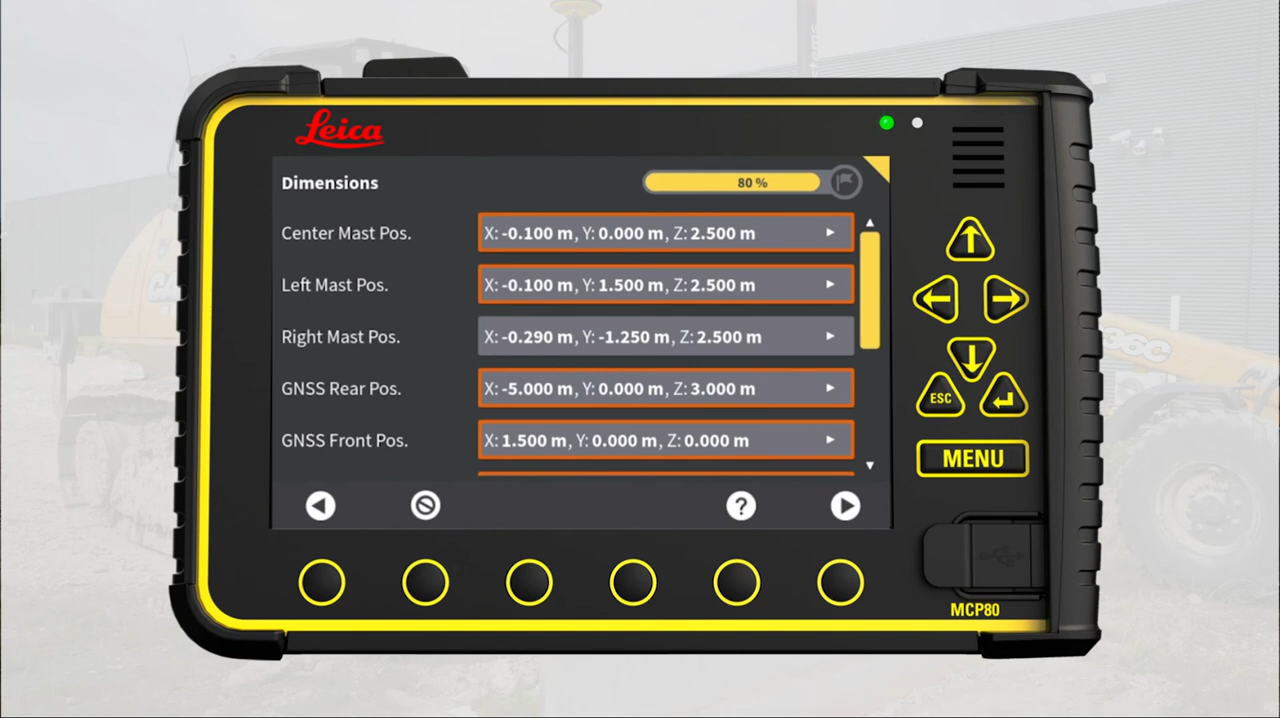 Leica
Dimensions
80 %
Center Mast Pos. X: -0.100 m, Y: 0.000 m, Z: 2.500 m
Left Mast Pos. X: -0.100 m, Y: 1.500 m, Z: 2.500 m
Right Mast Pos. X: -0.290 m, Y: -1.250 m, Z: 2.500 m
GNSS Rear Pos. X: -5.000 m, Y: 0.000 m, Z: 3.000 m
GNSS Front Pos. X: 1.500 m, Y: 0.000 m, Z: 0.000 m
?
ESC
MENU
MCP80